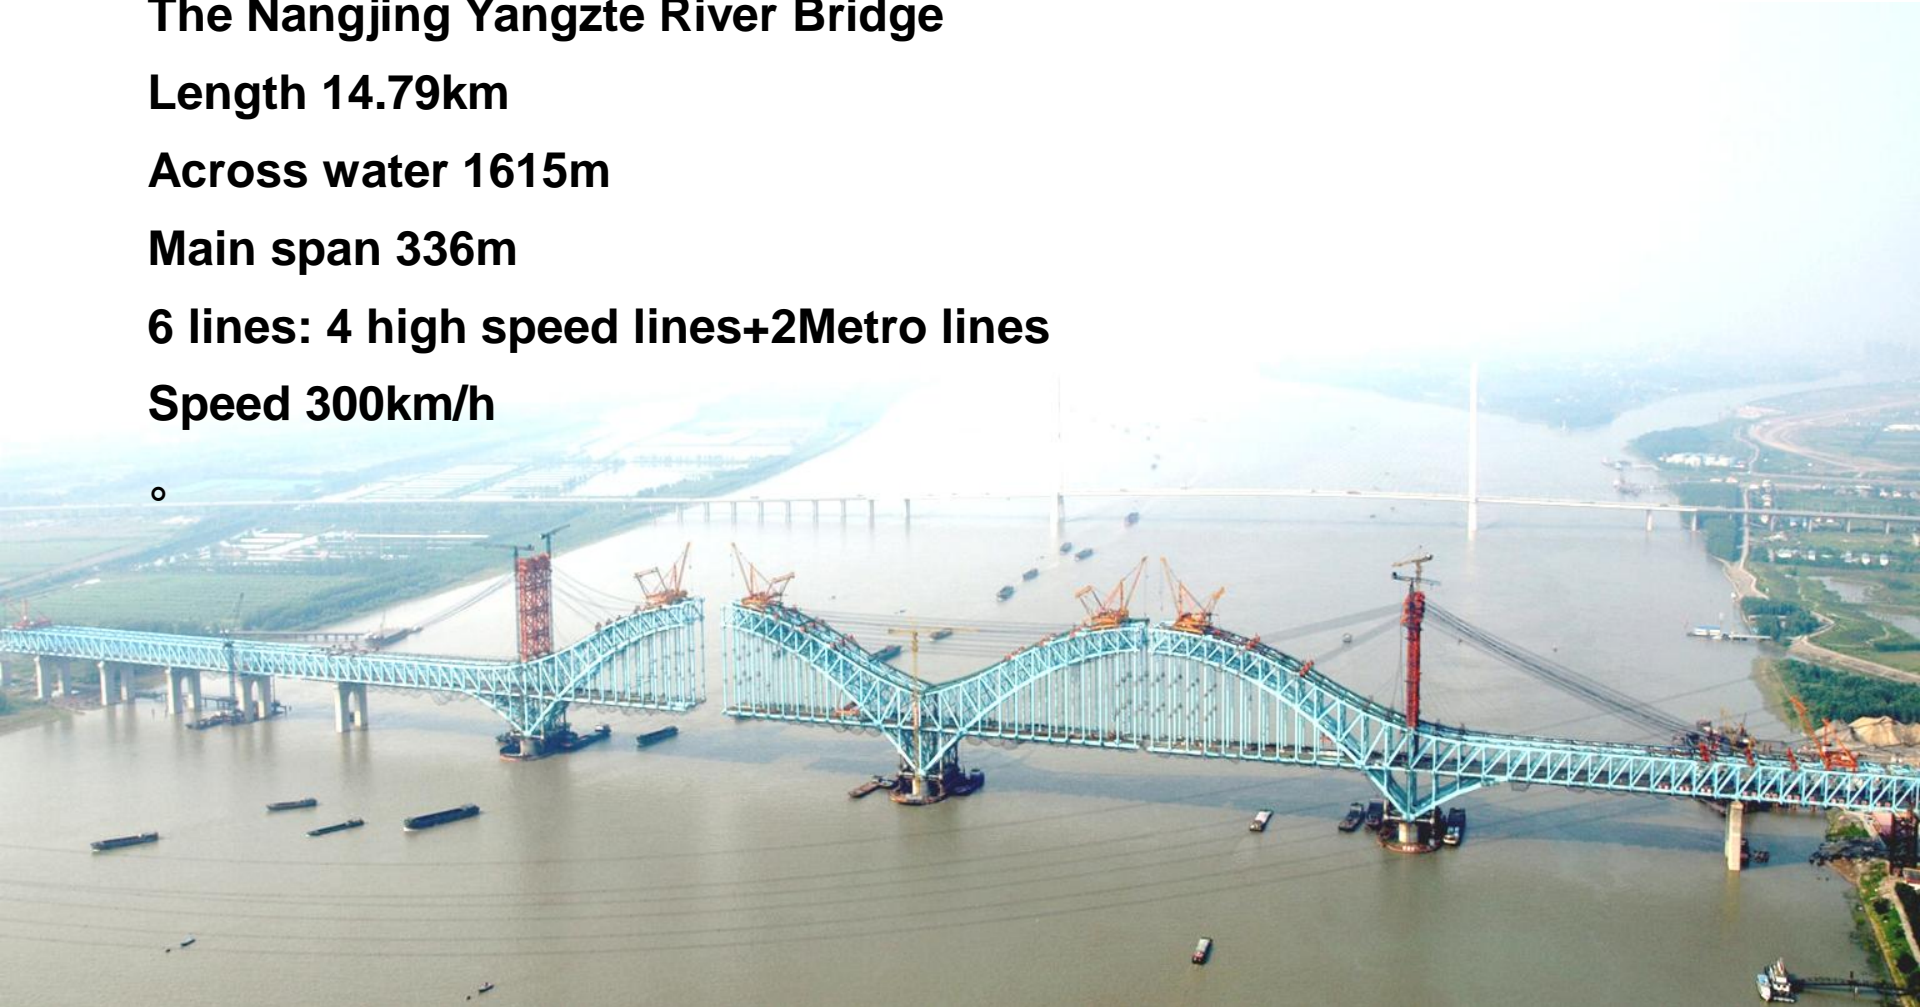 The Nangjing Yangzte River Bridge
Length 14.79km
Across water 1615m
Main span 336m
6 lines: 4 high speed lines+2Metro lines
Speed 300km/h
。